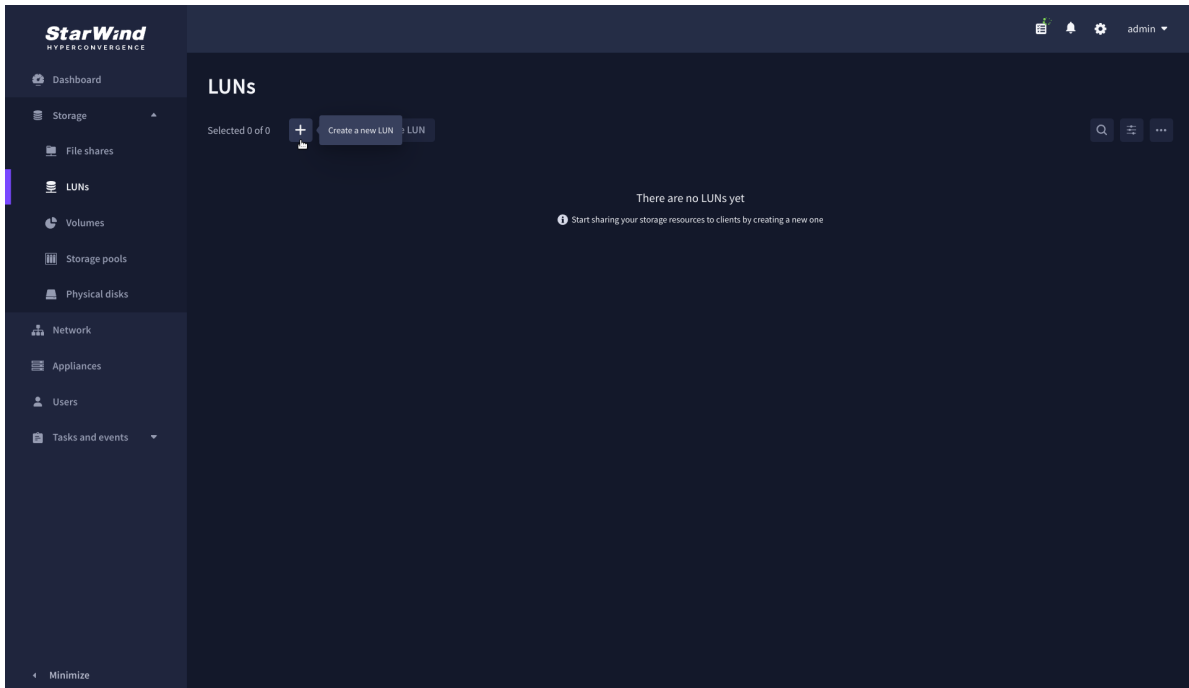 StarWind
HYPERCONVERGENCE
admin
Dashboard
Storage
File shares
LUNs
Volumes
Storage pools
Physical disks
Network
Appliances
Users
Tasks and events
Minimize
LUNs
Selected 0 of 0
Create a new LUN
LUN
There are no LUNs yet
Start sharing your storage resources to clients by creating a new one